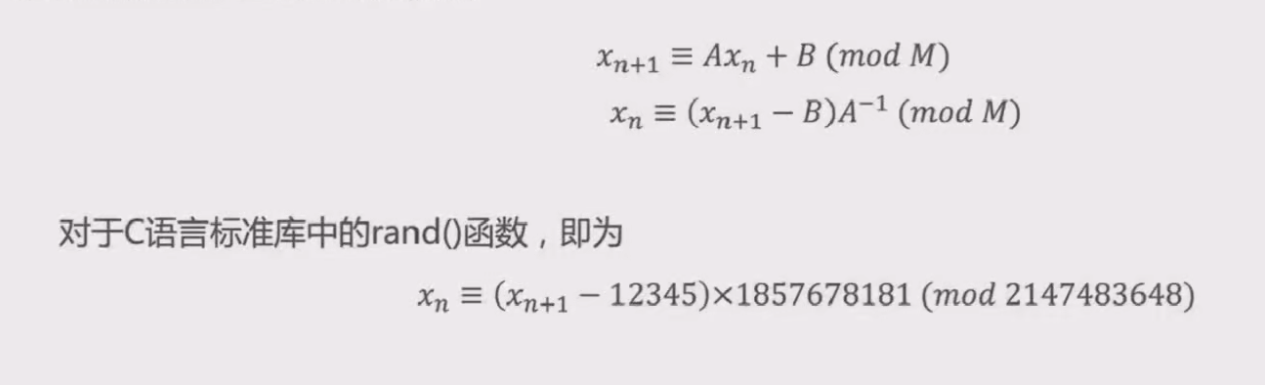 xₙ₊₁ ≡ Axₙ + B (mod M)
xₙ ≡ (xₙ₊₁ − B)A⁻¹ (mod M)
对于C语言标准库中的rand()函数，即为
xₙ ≡ (xₙ₊₁ − 12345)×1857678181 (mod 2147483648)